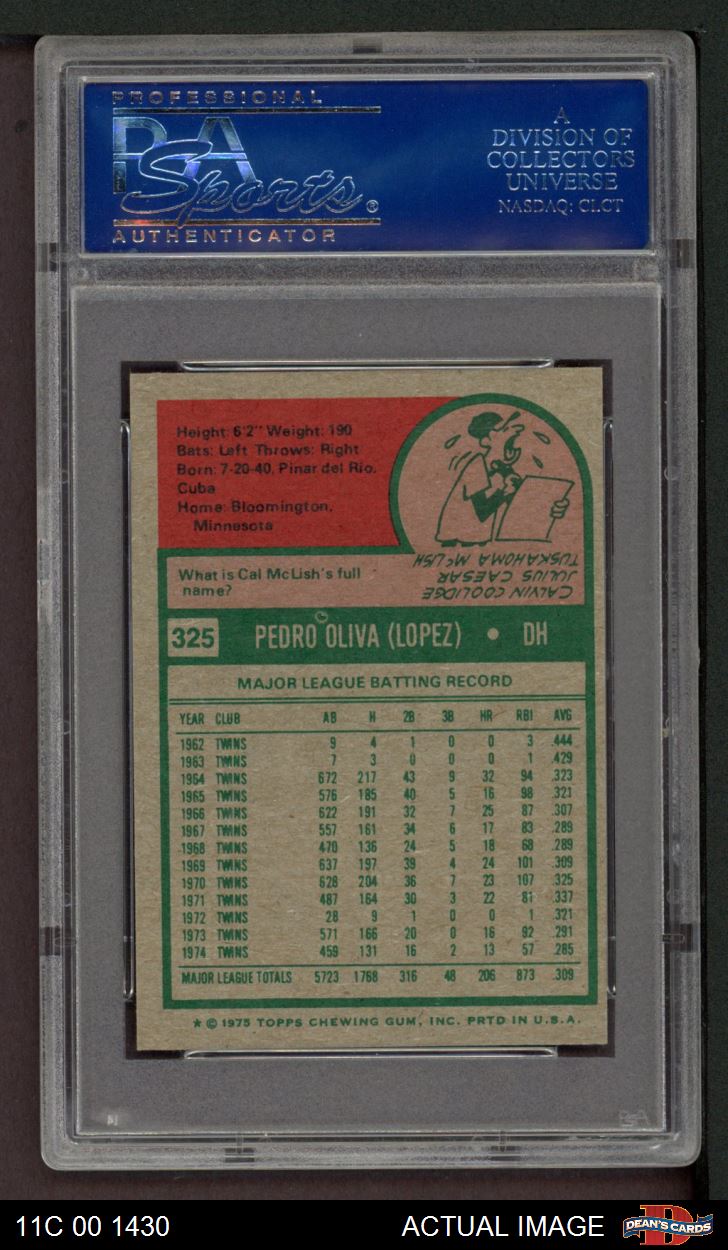 PROFESSIONAL
PSA
Sports®
AUTHENTICATOR
A
DIVISION OF
COLLECTORS
UNIVERSE
NASDAQ: CLCT
Height: 6'2" Weight: 190
Bats: Left Throws: Right
Born: 7-20-40, Pinar del Rio,
Cuba
Home: Bloomington,
Minnesota
What is Cal McLish's full
name?
CALVIN COOLIDGE
JULIUS CAESAR
TUSKAHOMA McLISH
325 PEDRO OLIVA (LOPEZ) • DH
MAJOR LEAGUE BATTING RECORD
YEAR CLUB AB H 2B 3B HR RBI AVG
1962 TWINS 9 4 1 0 0 3 .444
1963 TWINS 7 3 0 0 0 1 .429
1964 TWINS 672 217 43 9 32 94 .323
1965 TWINS 576 185 40 5 16 98 .321
1966 TWINS 622 191 32 7 25 87 .307
1967 TWINS 557 161 34 6 17 83 .289
1968 TWINS 470 136 24 5 18 68 .289
1969 TWINS 637 197 39 4 24 101 .309
1970 TWINS 628 204 36 7 23 107 .325
1971 TWINS 487 164 30 3 22 81 .337
1972 TWINS 28 9 1 0 0 1 .321
1973 TWINS 571 166 20 0 16 92 .291
1974 TWINS 459 131 16 2 13 57 .285
MAJOR LEAGUE TOTALS 5723 1768 316 48 206 873 .309
* © 1975 TOPPS CHEWING GUM, INC. PRTD IN U.S.A.
PSA
11C 00 1430
ACTUAL IMAGE
D
DEAN'S CARDS